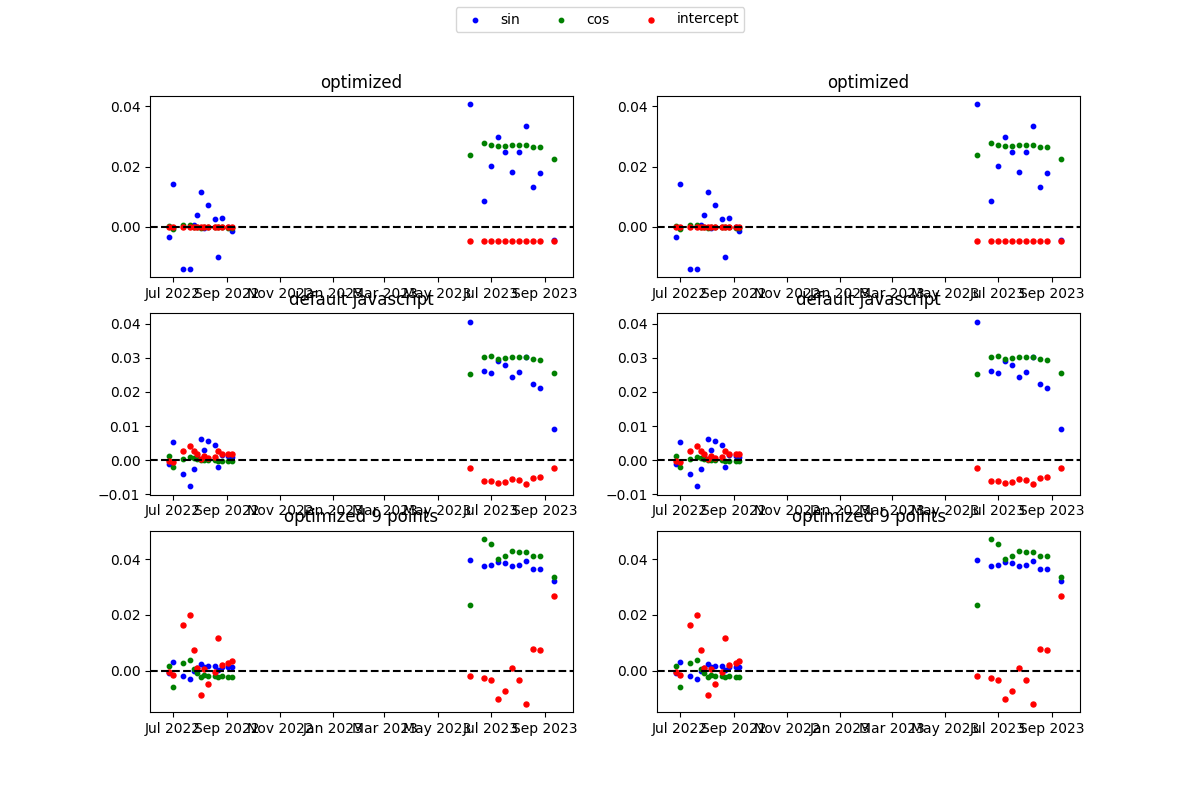 sin cos intercept
optimized optimized
0.04 0.04
0.02 0.02
0.00 0.00
Jul 2022 Sep 2022 Nov 2022 Jan 2023 Mar 2023 May 2023 Jul 2023 Sep 2023 Jul 2022 Sep 2022 Nov 2022 Jan 2023 Mar 2023 May 2023 Jul 2023 Sep 2023
default javascript default javascript
0.04 0.04
0.03 0.03
0.02 0.02
0.01 0.01
0.00 0.00
−0.01 −0.01
Jul 2022 Sep 2022 Nov 2022 Jan 2023 Mar 2023 May 2023 Jul 2023 Sep 2023 Jul 2022 Sep 2022 Nov 2022 Jan 2023 Mar 2023 May 2023 Jul 2023 Sep 2023
optimized 9 points optimized 9 points
0.04 0.04
0.02 0.02
0.00 0.00
Jul 2022 Sep 2022 Nov 2022 Jan 2023 Mar 2023 May 2023 Jul 2023 Sep 2023 Jul 2022 Sep 2022 Nov 2022 Jan 2023 Mar 2023 May 2023 Jul 2023 Sep 2023